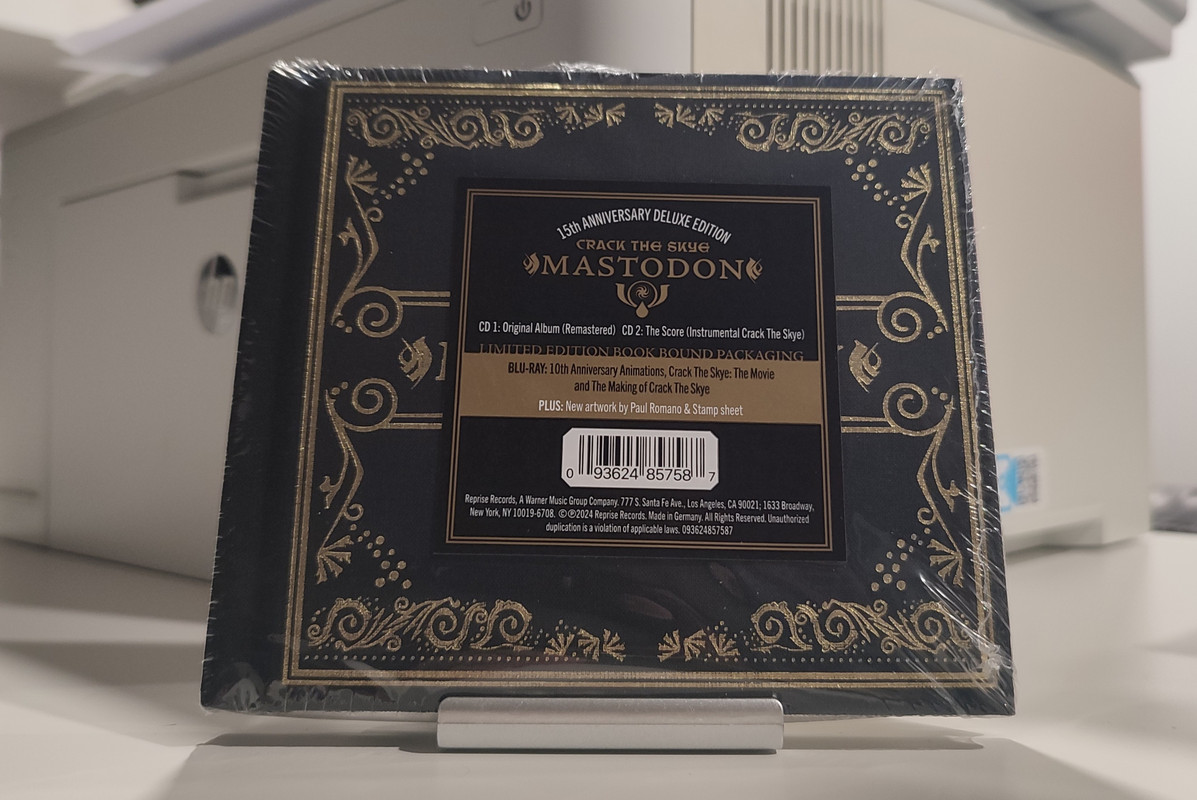 15th ANNIVERSARY DELUXE EDITION
CRACK THE SKYE
MASTODON
CD 1: Original Album (Remastered) CD 2: The Score (Instrumental Crack The Skye)
LIMITED EDITION BOOK BOUND PACKAGING
BLU-RAY: 10th Anniversary Animations, Crack The Skye: The Movie
and The Making of Crack The Skye
PLUS: New artwork by Paul Romano & Stamp sheet
0 93624 85758 7
Reprise Records, A Warner Music Group Company. 777 S. Santa Fe Ave., Los Angeles, CA 90021; 1633 Broadway,
New York, NY 10019-6708. ©℗2024 Reprise Records. Made in Germany. All Rights Reserved. Unauthorized
duplication is a violation of applicable laws. 093624857587
hp